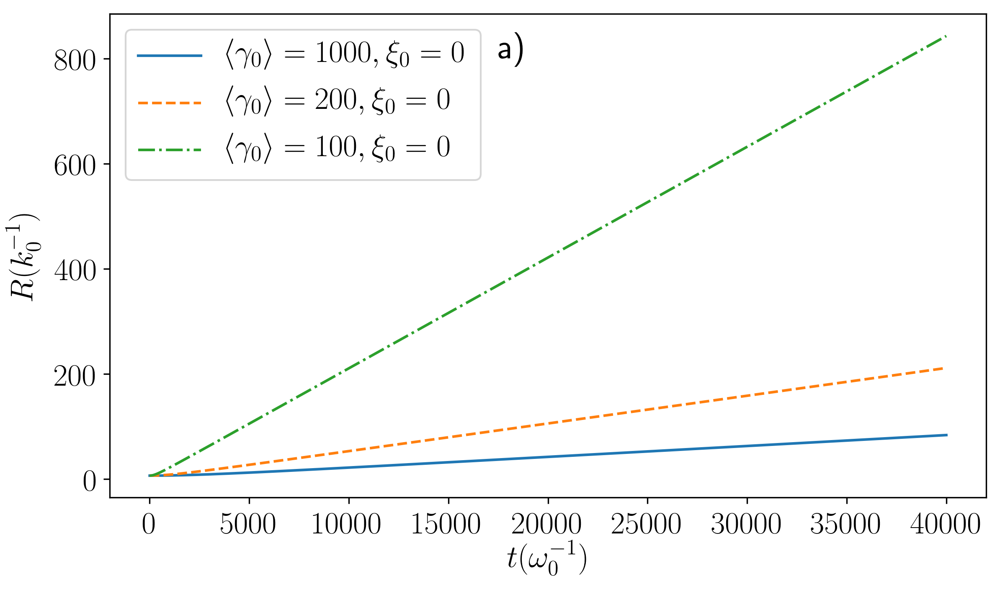 ⟨γ₀⟩ = 1000, ξ₀ = 0
⟨γ₀⟩ = 200, ξ₀ = 0
⟨γ₀⟩ = 100, ξ₀ = 0
a)
800
600
400
200
0
R(k₀⁻¹)
0 5000 10000 15000 20000 25000 30000 35000 40000
t(ω₀⁻¹)